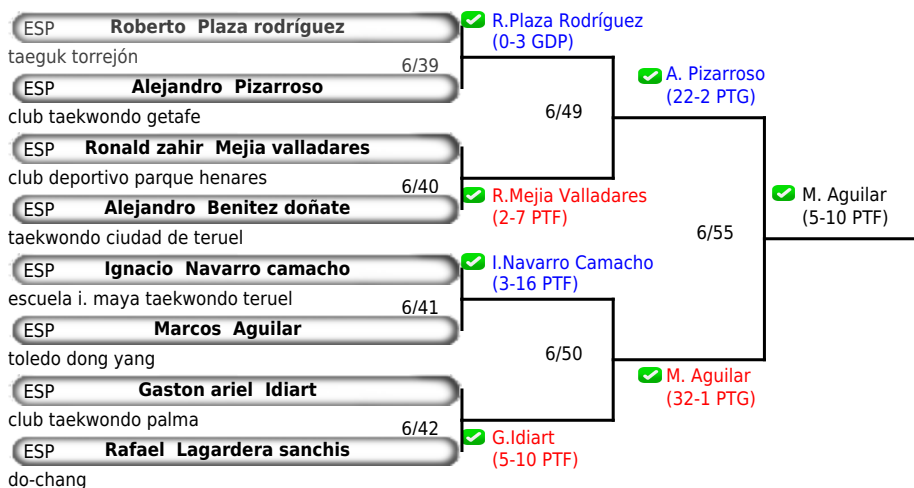 ESP Roberto Plaza rodríguez
taeguk torrejón
6/39
ESP Alejandro Pizarroso
club taekwondo getafe
ESP Ronald zahir Mejia valladares
club deportivo parque henares
6/40
ESP Alejandro Benitez doñate
taekwondo ciudad de teruel
ESP Ignacio Navarro camacho
escuela i. maya taekwondo teruel
6/41
ESP Marcos Aguilar
toledo dong yang
ESP Gaston ariel Idiart
club taekwondo palma
6/42
ESP Rafael Lagardera sanchis
do-chang
R.Plaza Rodríguez
(0-3 GDP)
6/49
R.Mejia Valladares
(2-7 PTF)
I.Navarro Camacho
(3-16 PTF)
6/50
G.Idiart
(5-10 PTF)
A. Pizarroso
(22-2 PTG)
6/55
M. Aguilar
(32-1 PTG)
M. Aguilar
(5-10 PTF)